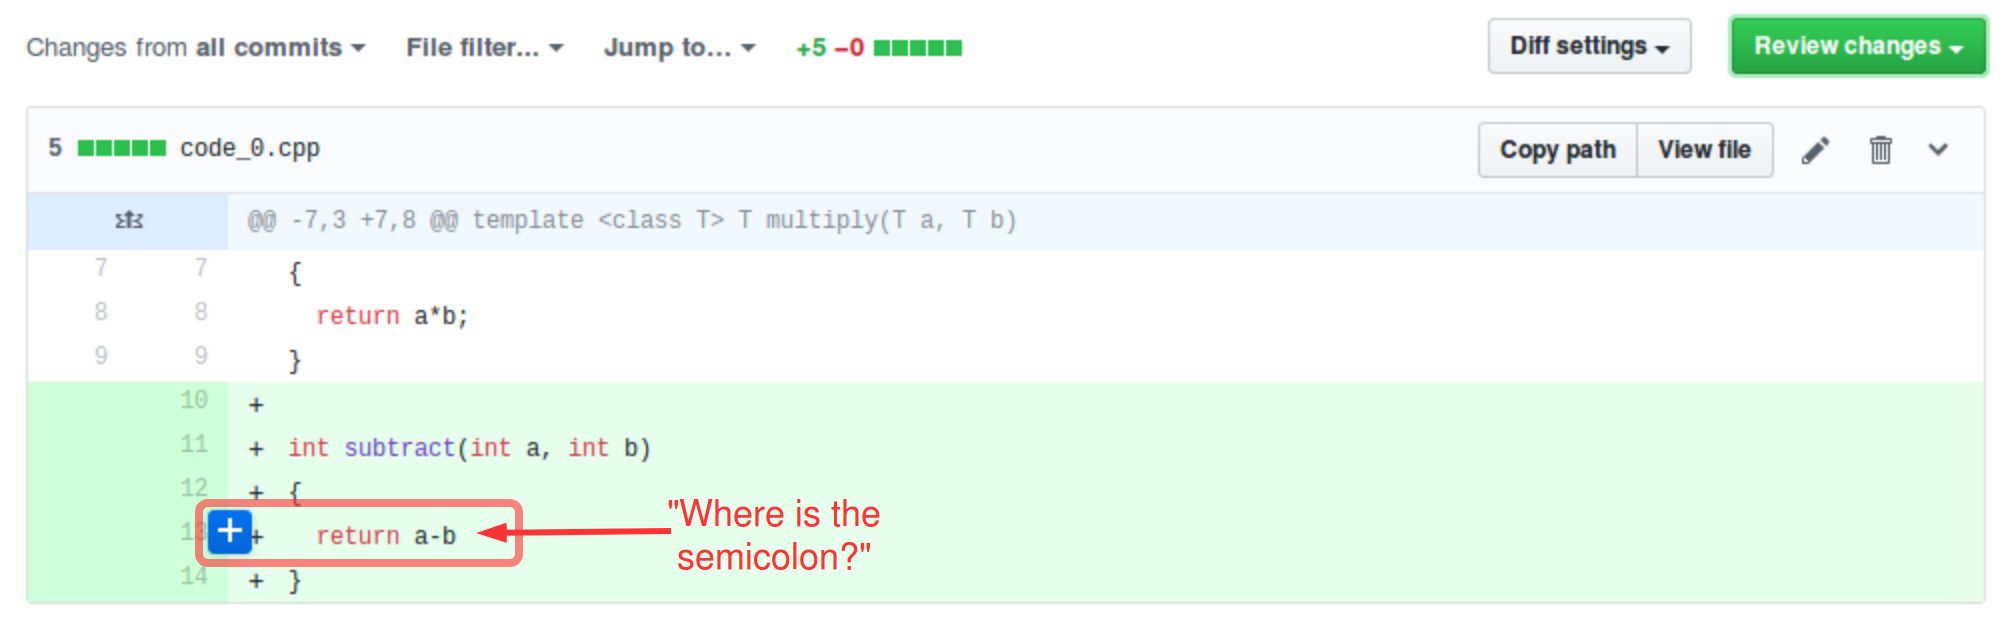 Changes from all commits File filter... Jump to... +5 −0 Diff settings Review changes
5 code_0.cpp Copy path View file
@@ -7,3 +7,8 @@ template <class T> T multiply(T a, T b)
7 7 {
8 8 return a*b;
9 9 }
10 +
11 + int subtract(int a, int b)
12 + {
13 + return a-b
14 + }
"Where is the
semicolon?"